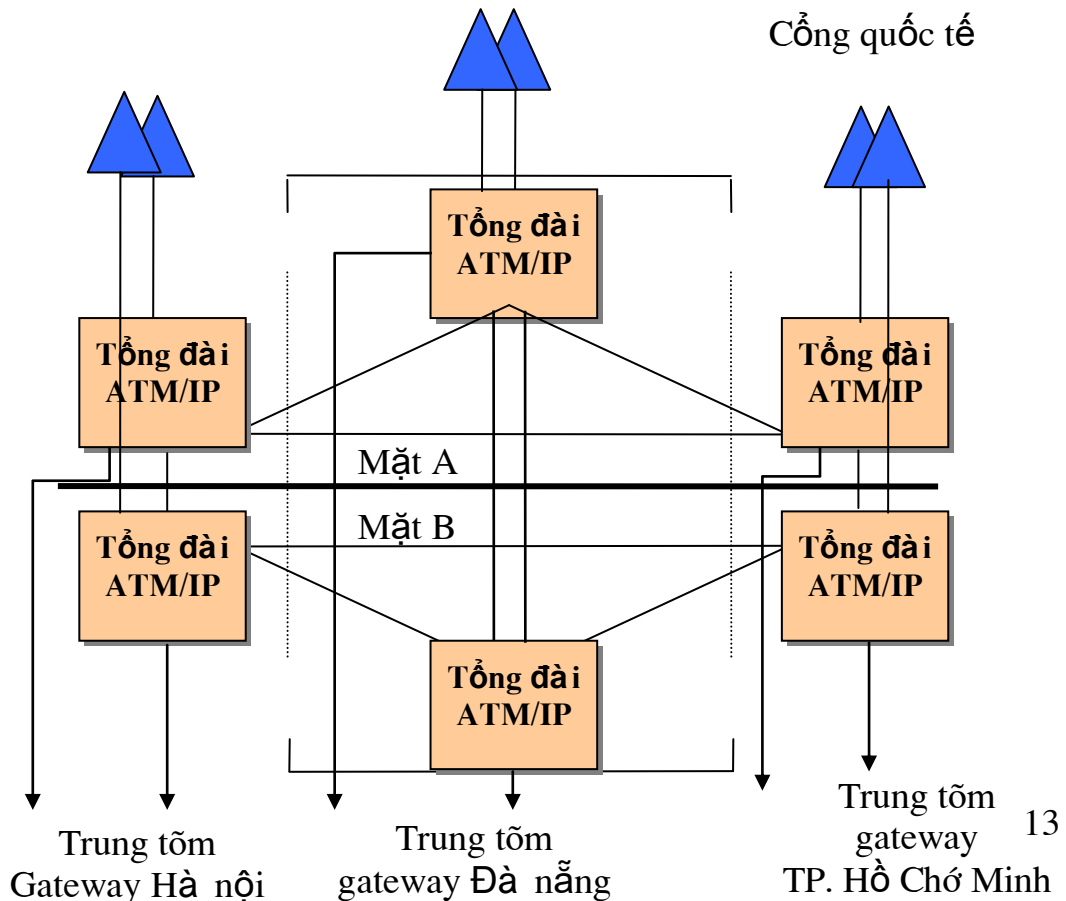 Cổng quốc tế
Tổng đài
ATM/IP
Tổng đài
ATM/IP
Tổng đài
ATM/IP
Mặt A
Mặt B
Tổng đài
ATM/IP
Tổng đài
ATM/IP
Tổng đài
ATM/IP
Trung tõm
Gateway Hà nội
Trung tõm
gateway Đà nẵng
Trung tõm
gateway
TP. Hồ Chớ Minh
13